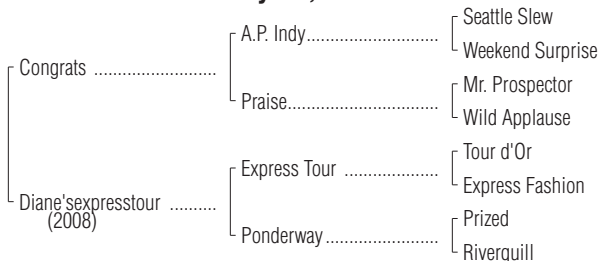 Seattle Slew
A.P. Indy
Weekend Surprise
Congrats
Mr. Prospector
Praise
Wild Applause
Tour d'Or
Express Tour
Express Fashion
Diane'sexpresstour
(2008)
Prized
Ponderway
Riverquill